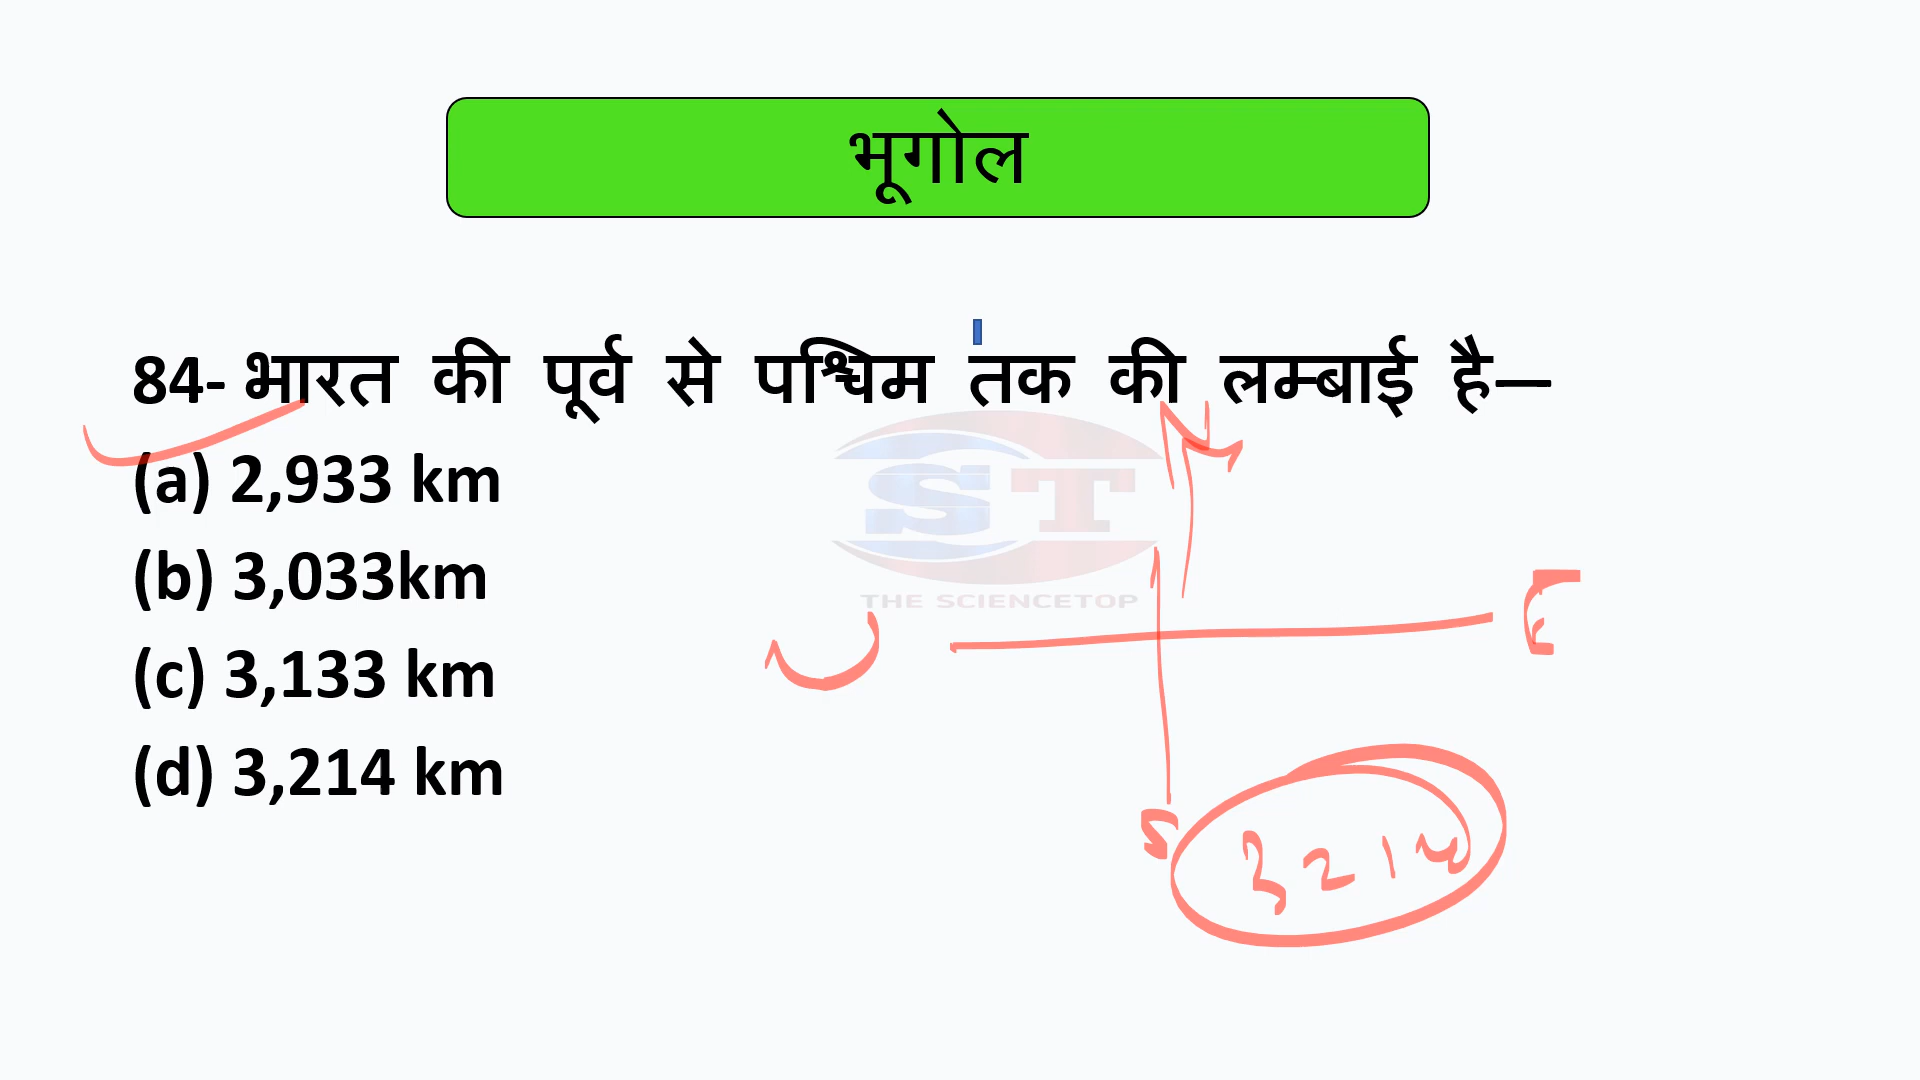 भूगोल
84- भारत की पूर्व से पश्चिम तक की लम्बाई है—
(a) 2,933 km
(b) 3,033km
(c) 3,133 km
(d) 3,214 km
ST
THE SCIENCETOP
N
E
S
3214